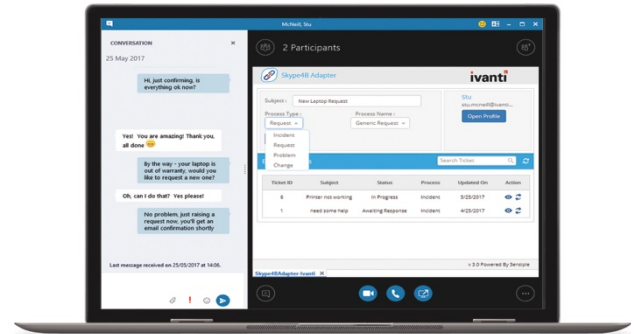 McNeil, Stu
CONVERSATION
25 May 2017
Hi, just confirming, is
everything ok now?
Yes! You are amazing! Thank you,
all done
By the way - your laptop is
out of warranty, would you
like to request a new one?
Oh, can I do that? Yes please!
No problem, just raising a
request now, you'll get an
email confirmation shortly
Last message received on 25/05/2017 at 14:06.
2 Participants
Skype4B Adapter
ivanti
Subject : New Laptop Request
Process Type :
Process Name :
Request
Generic Request
Incident
Request
Problem
Change
Stu
stu.mcneil@ivanti...
Open Profile
Search Ticket
Ticket ID Subject Status Process Updated On Action
6 Printer not working In Progress Incident 5/25/2017
1 need some help Awaiting Response Incident 4/25/2017
v 3.0 Powered By Sensiple
Skype4BAdapter-Ivanti